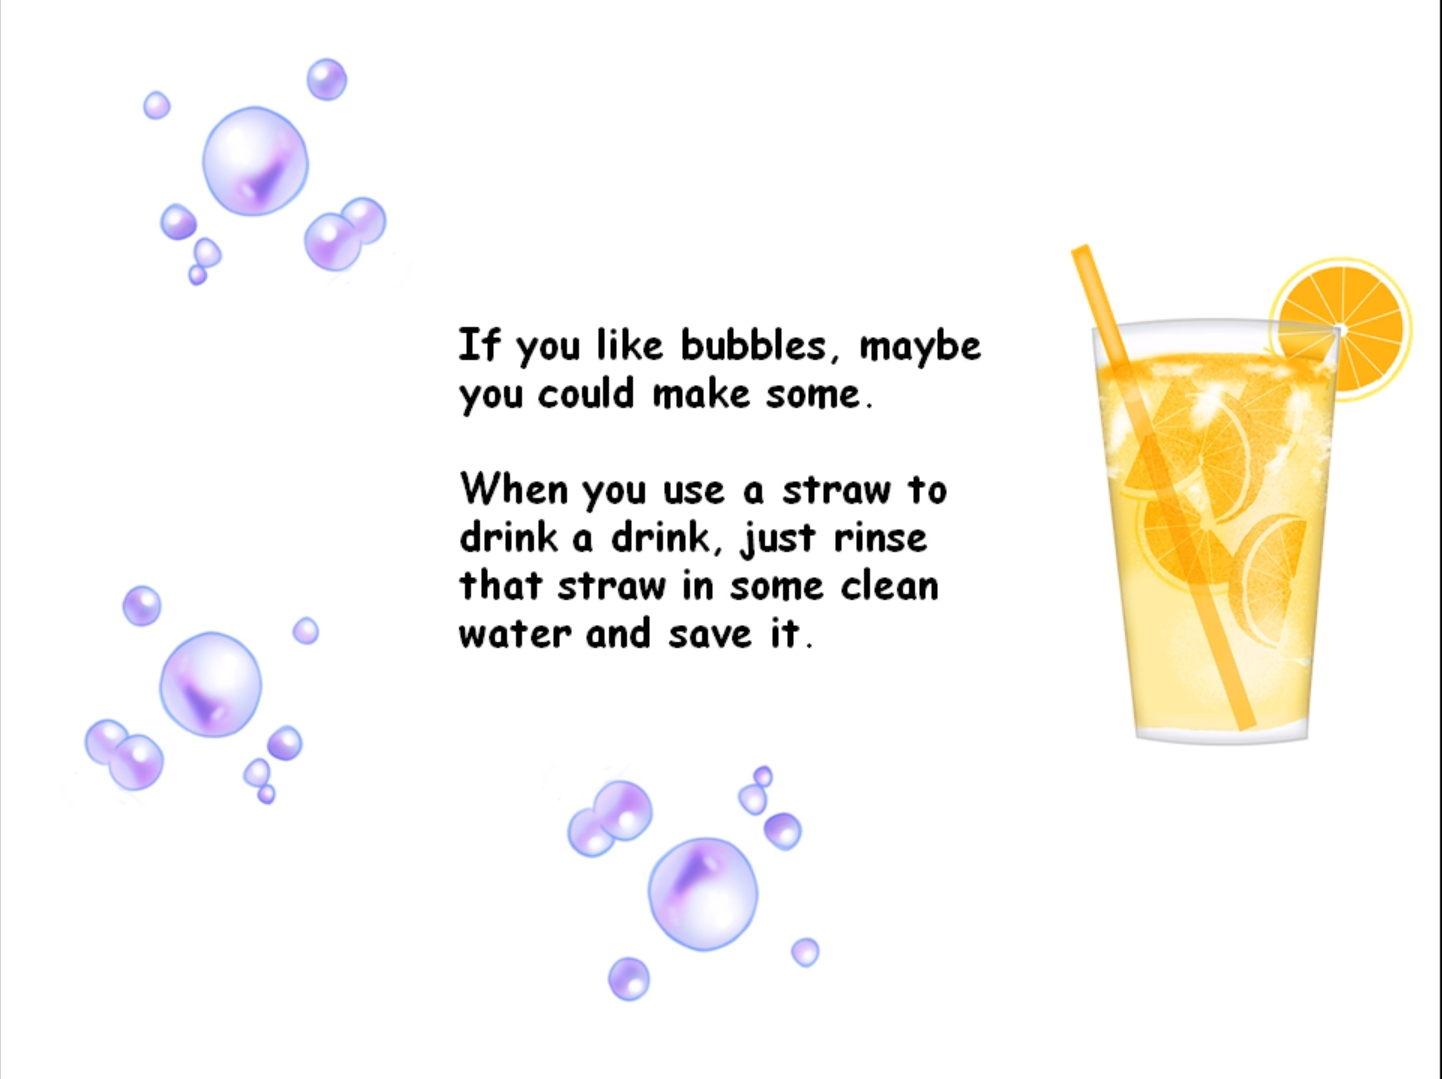 If you like bubbles, maybe
you could make some.
When you use a straw to
drink a drink, just rinse
that straw in some clean
water and save it.